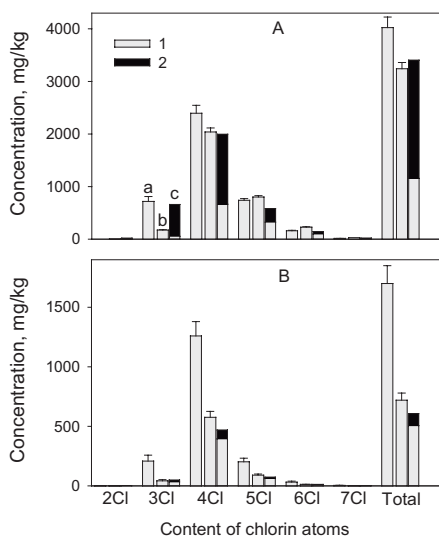 A
1
2
4000
3000
2000
1000
0
Concentration, mg/kg
a
b
c
B
1500
1000
500
0
Concentration, mg/kg
2Cl 3Cl 4Cl 5Cl 6Cl 7Cl Total
Content of chlorin atoms